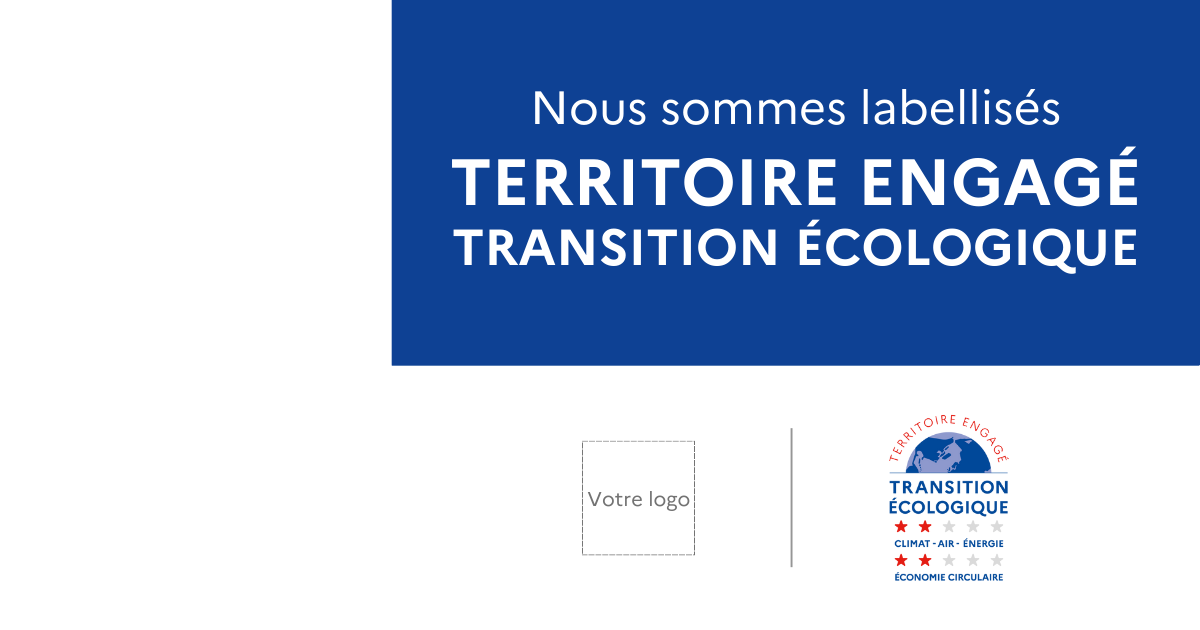 Nous sommes labellisés
TERRITOIRE ENGAGÉ
TRANSITION ÉCOLOGIQUE
Votre logo
TERRITOIRE ENGAGÉ
TRANSITION
ÉCOLOGIQUE
CLIMAT - AIR - ÉNERGIE
ÉCONOMIE CIRCULAIRE